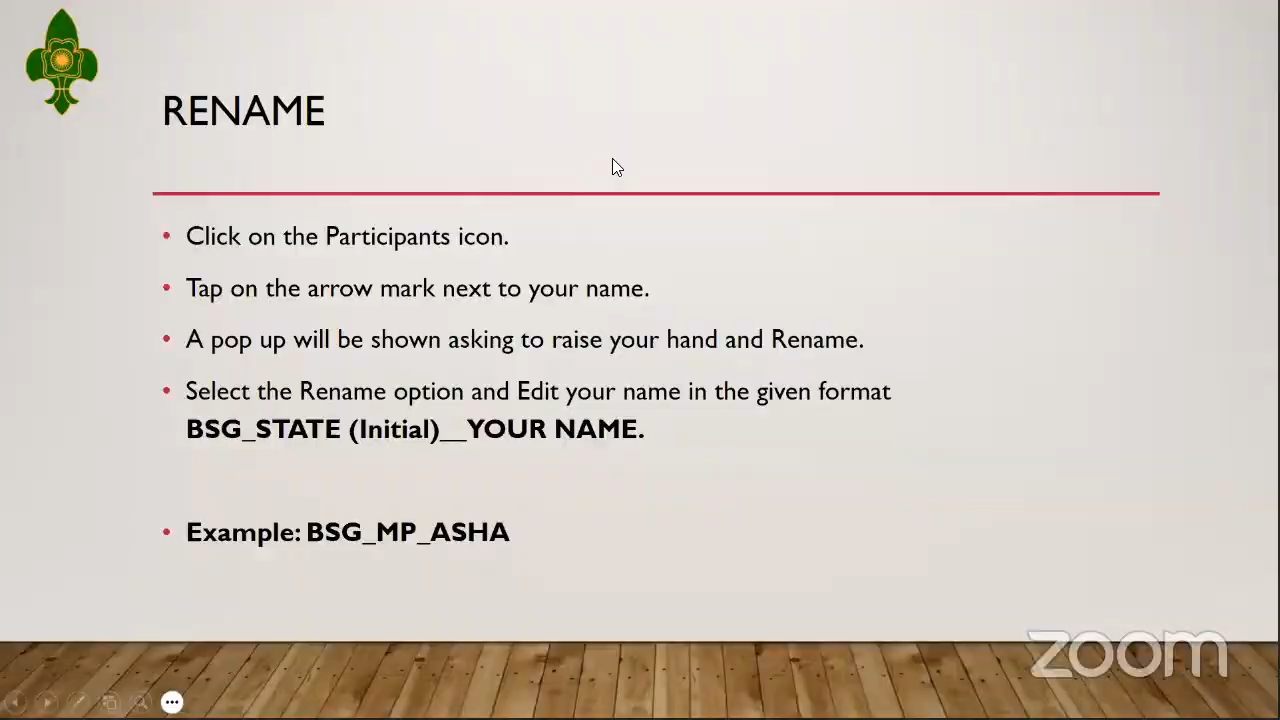 RENAME
Click on the Participants icon.
Tap on the arrow mark next to your name.
A pop up will be shown asking to raise your hand and Rename.
Select the Rename option and Edit your name in the given format
BSG_STATE (Initial)__YOUR NAME.
Example: BSG_MP_ASHA
zoom